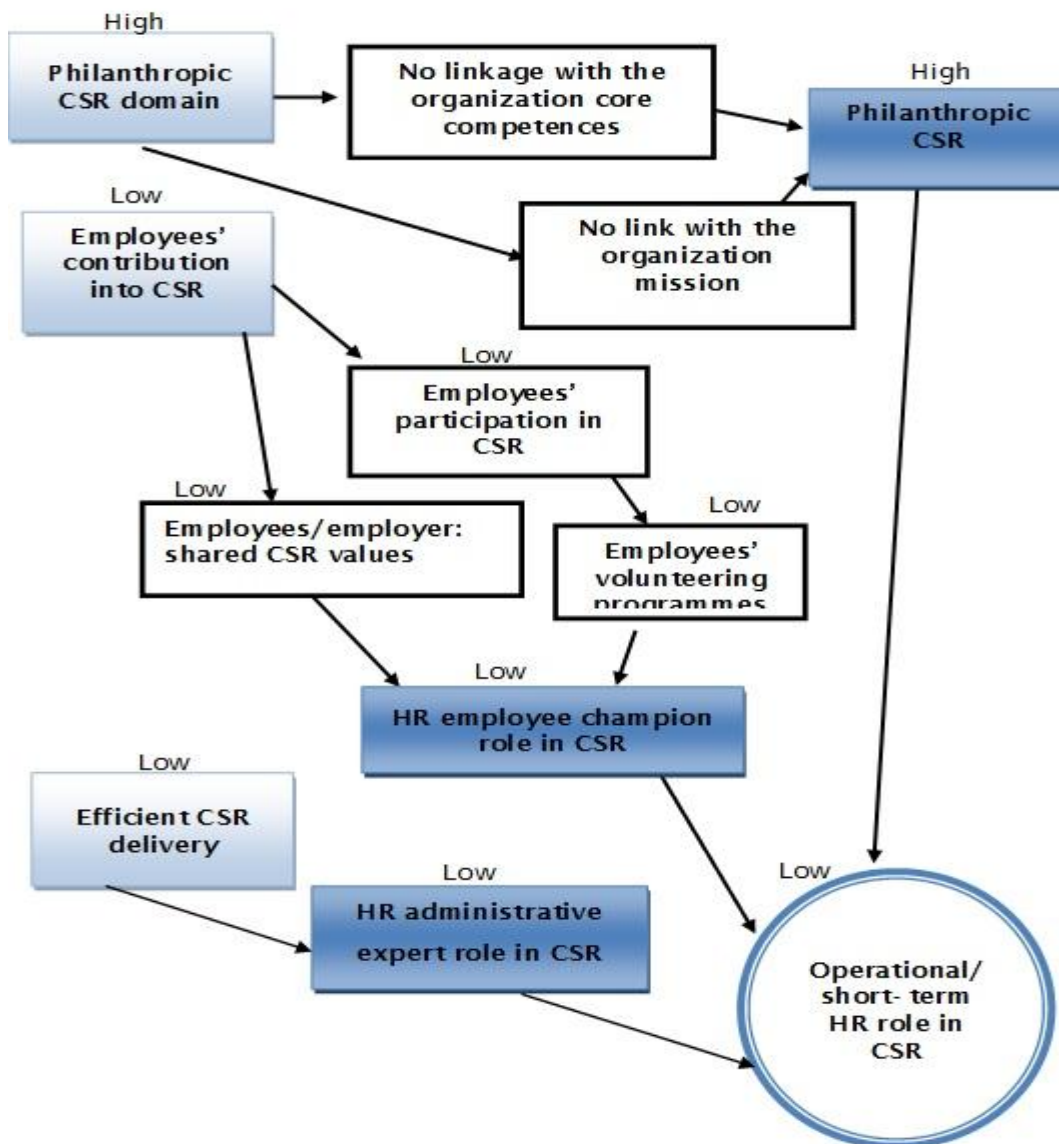 High
Philanthropic
CSR domain
No linkage with the
organization core
competences
High
Philanthropic
CSR
Low
Employees’
contribution
into CSR
No link with the
organization
mission
Low
Employees’
participation in
CSR
Low
Employees/employer:
shared CSR values
Low
Employees’
volunteering
programmes
Low
HR employee champion
role in CSR
Low
Efficient CSR
delivery
Low
HR administrative
expert role in CSR
Low
Operational/
short- term
HR role in
CSR